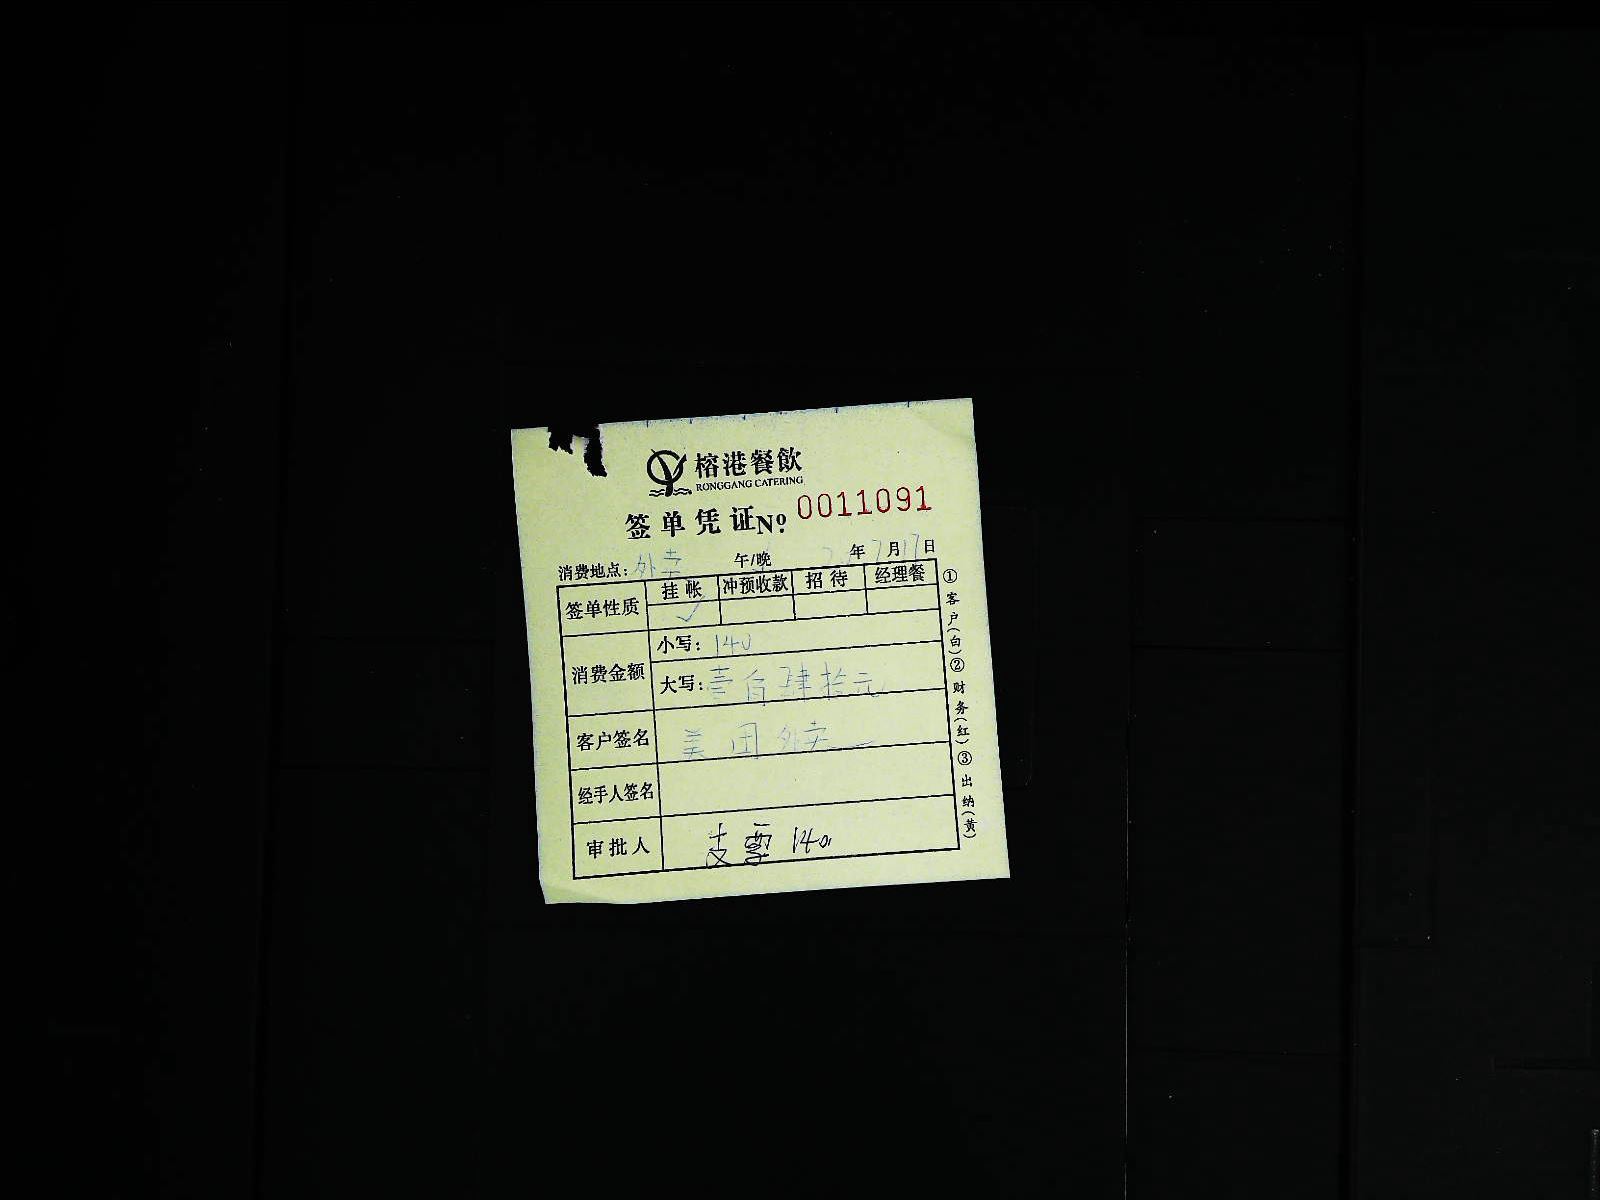 榕港餐飲
RONGGANG CATERING
签单凭证 Nº 0011091
消费地点: 外卖 午/晚 年 7 月 17 日
签单性质 挂帐 冲预收款 招待 经理餐
✓
消费金额 小写: 140
大写: 壹佰肆拾元
客户签名 美团外卖
经手人签名
审批人 支票 140
①客户(白)②财务(红)③出纳(黄)